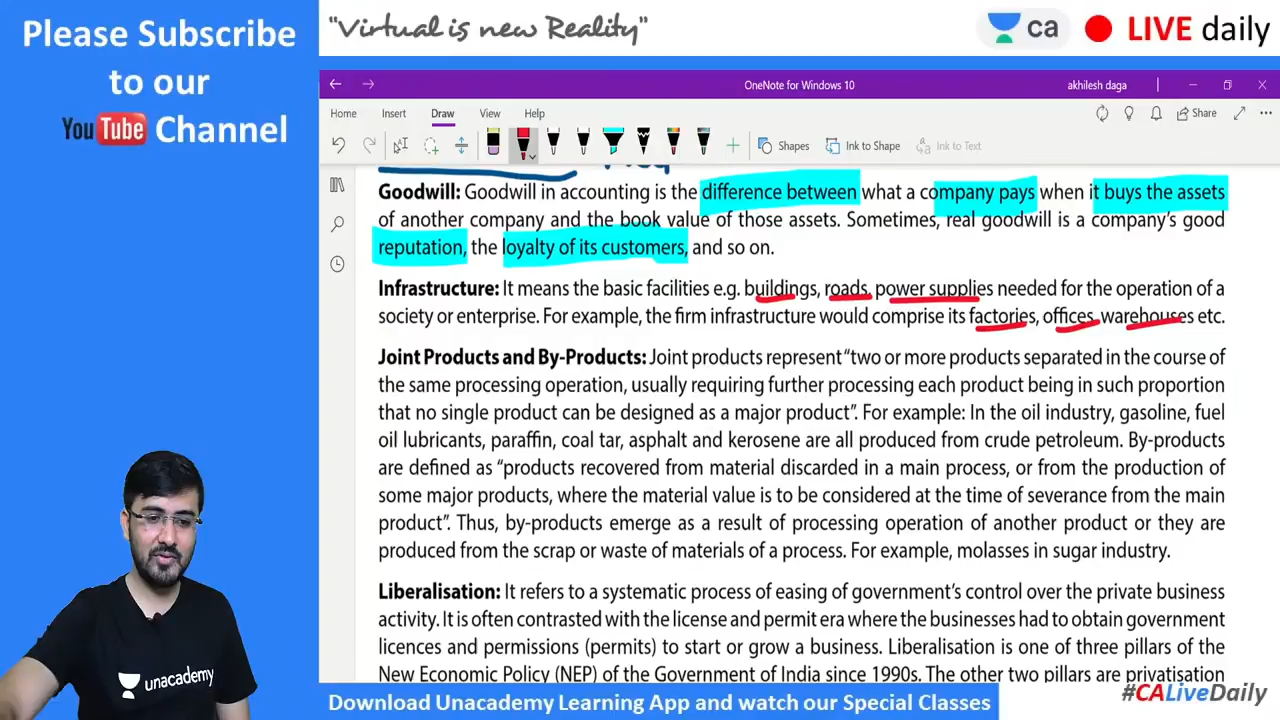 Please Subscribe
to our
YouTube Channel
"Virtual is new Reality"
ca
LIVE daily
OneNote for Windows 10
akhilesh daga
Home Insert Draw View Help
Share
Shapes Ink to Shape Ink to Text
Goodwill: Goodwill in accounting is the difference between what a company pays when it buys the assets
of another company and the book value of those assets. Sometimes, real goodwill is a company's good
reputation, the loyalty of its customers, and so on.
Infrastructure: It means the basic facilities e.g. buildings, roads, power supplies needed for the operation of a
society or enterprise. For example, the firm infrastructure would comprise its factories, offices, warehouses etc.
Joint Products and By-Products: Joint products represent "two or more products separated in the course of
the same processing operation, usually requiring further processing each product being in such proportion
that no single product can be designed as a major product". For example: In the oil industry, gasoline, fuel
oil lubricants, paraffin, coal tar, asphalt and kerosene are all produced from crude petroleum. By-products
are defined as "products recovered from material discarded in a main process, or from the production of
some major products, where the material value is to be considered at the time of severance from the main
product". Thus, by-products emerge as a result of processing operation of another product or they are
produced from the scrap or waste of materials of a process. For example, molasses in sugar industry.
Liberalisation: It refers to a systematic process of easing of government's control over the private business
activity. It is often contrasted with the license and permit era where the businesses had to obtain government
licences and permissions (permits) to start or grow a business. Liberalisation is one of three pillars of the
New Economic Policy (NEP) of the Government of India since 1990s. The other two pillars are privatisation
unacademy
Download Unacademy Learning App and watch our Special Classes
#CALiveDaily